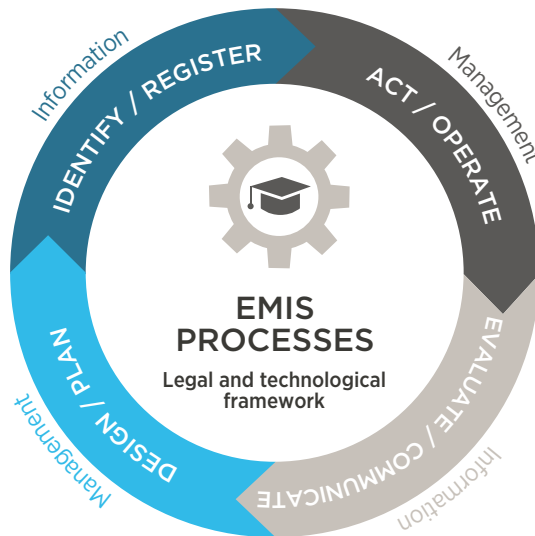 Information
IDENTIFY / REGISTER
Management
ACT / OPERATE
EMIS
PROCESSES
Legal and technological
framework
EVALUATE / COMMUNICATE
Information
DESIGN / PLAN
Management